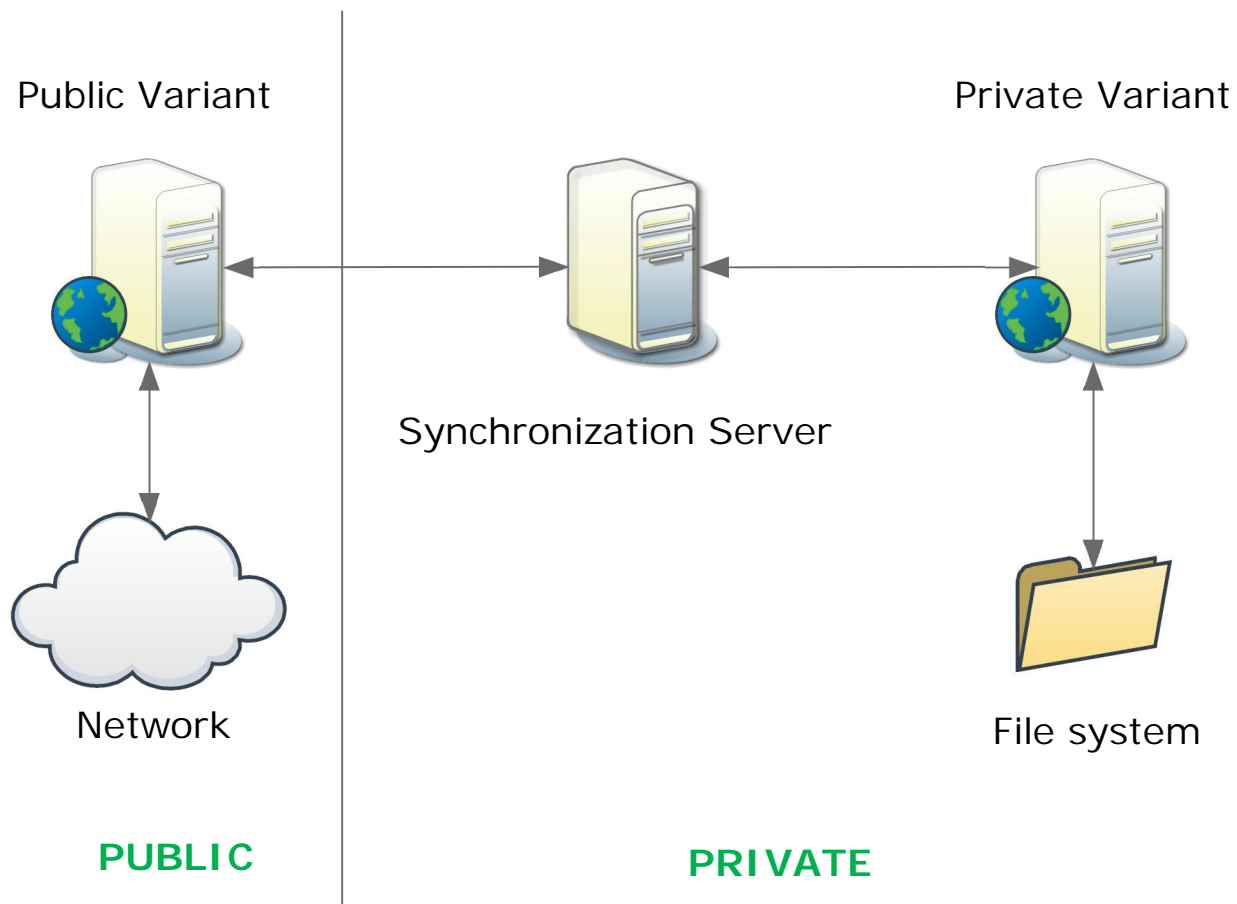 Public Variant
Private Variant
Synchronization Server
Network
File system
PUBLIC
PRIVATE